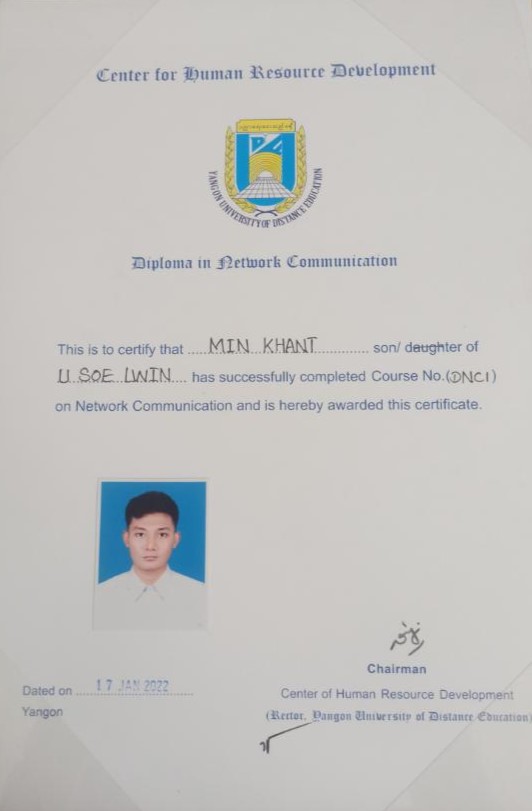 Center for Human Resource Development
YANGON UNIVERSITY OF DISTANCE EDUCATION
Diploma in Network Communication
This is to certify that ....MIN KHANT.............. son/ daughter of
U SOE LWIN.... has successfully completed Course No.(DNC1)
on Network Communication and is hereby awarded this certificate.
Chairman
Dated on ....17 JAN 2022......
Center of Human Resource Development
Yangon
(Rector, Yangon University of Distance Education)